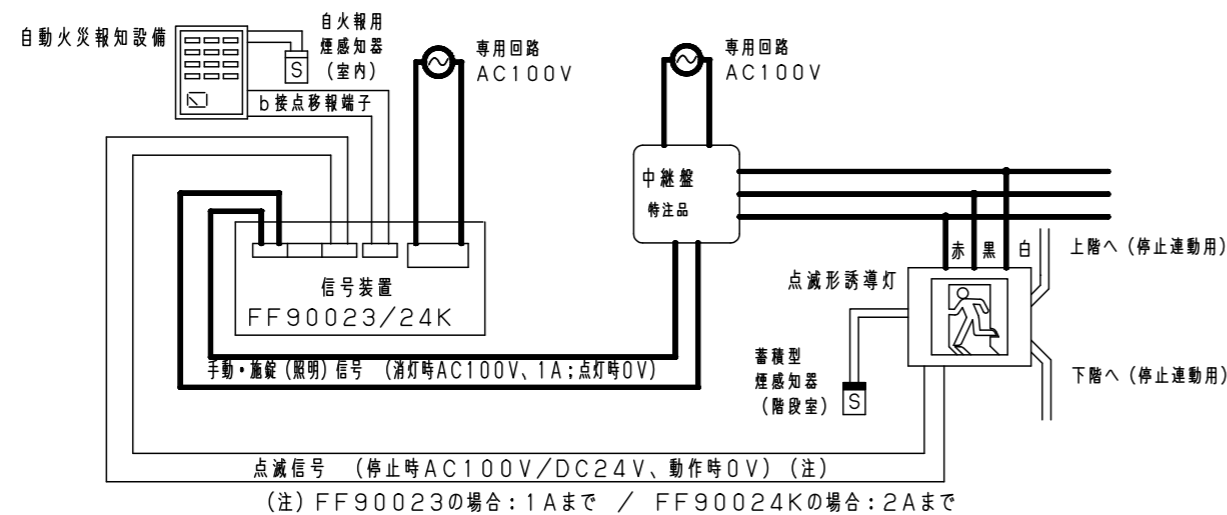 自動火災報知設備
自火報用
煙感知器
(室内)
S
b接点移報端子
専用回路
AC100V
専用回路
AC100V
中継盤
特注品
赤 黒 白
上階へ(停止連動用)
点滅形誘導灯
信号装置
FF90023/24K
手動・施錠(照明)信号 (消灯時AC100V、1A;点灯時0V)
蓄積型
煙感知器
(階段室)
S
下階へ(停止連動用)
点滅信号 (停止時AC100V/DC24V、動作時0V)(注)
(注)FF90023の場合:1Aまで / FF90024Kの場合:2Aまで